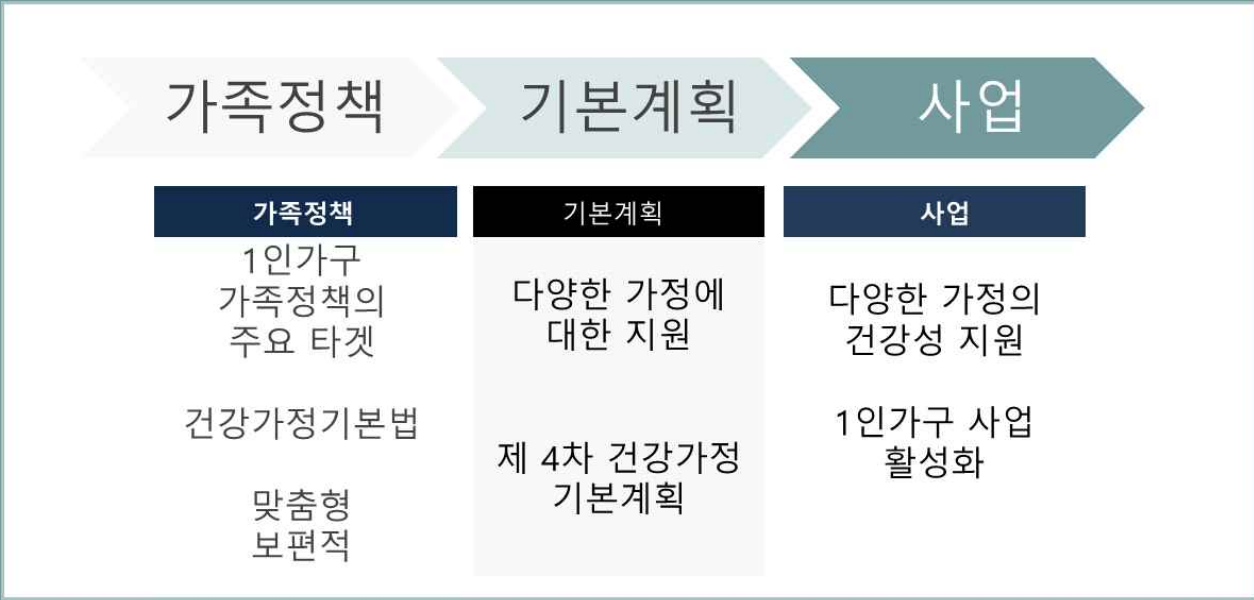 가족정책
기본계획
사업
가족정책
1인가구
가족정책의
주요 타겟
건강가정기본법
맞춤형
보편적
기본계획
다양한 가정에
대한 지원
제 4차 건강가정
기본계획
사업
다양한 가정의
건강성 지원
1인가구 사업
활성화